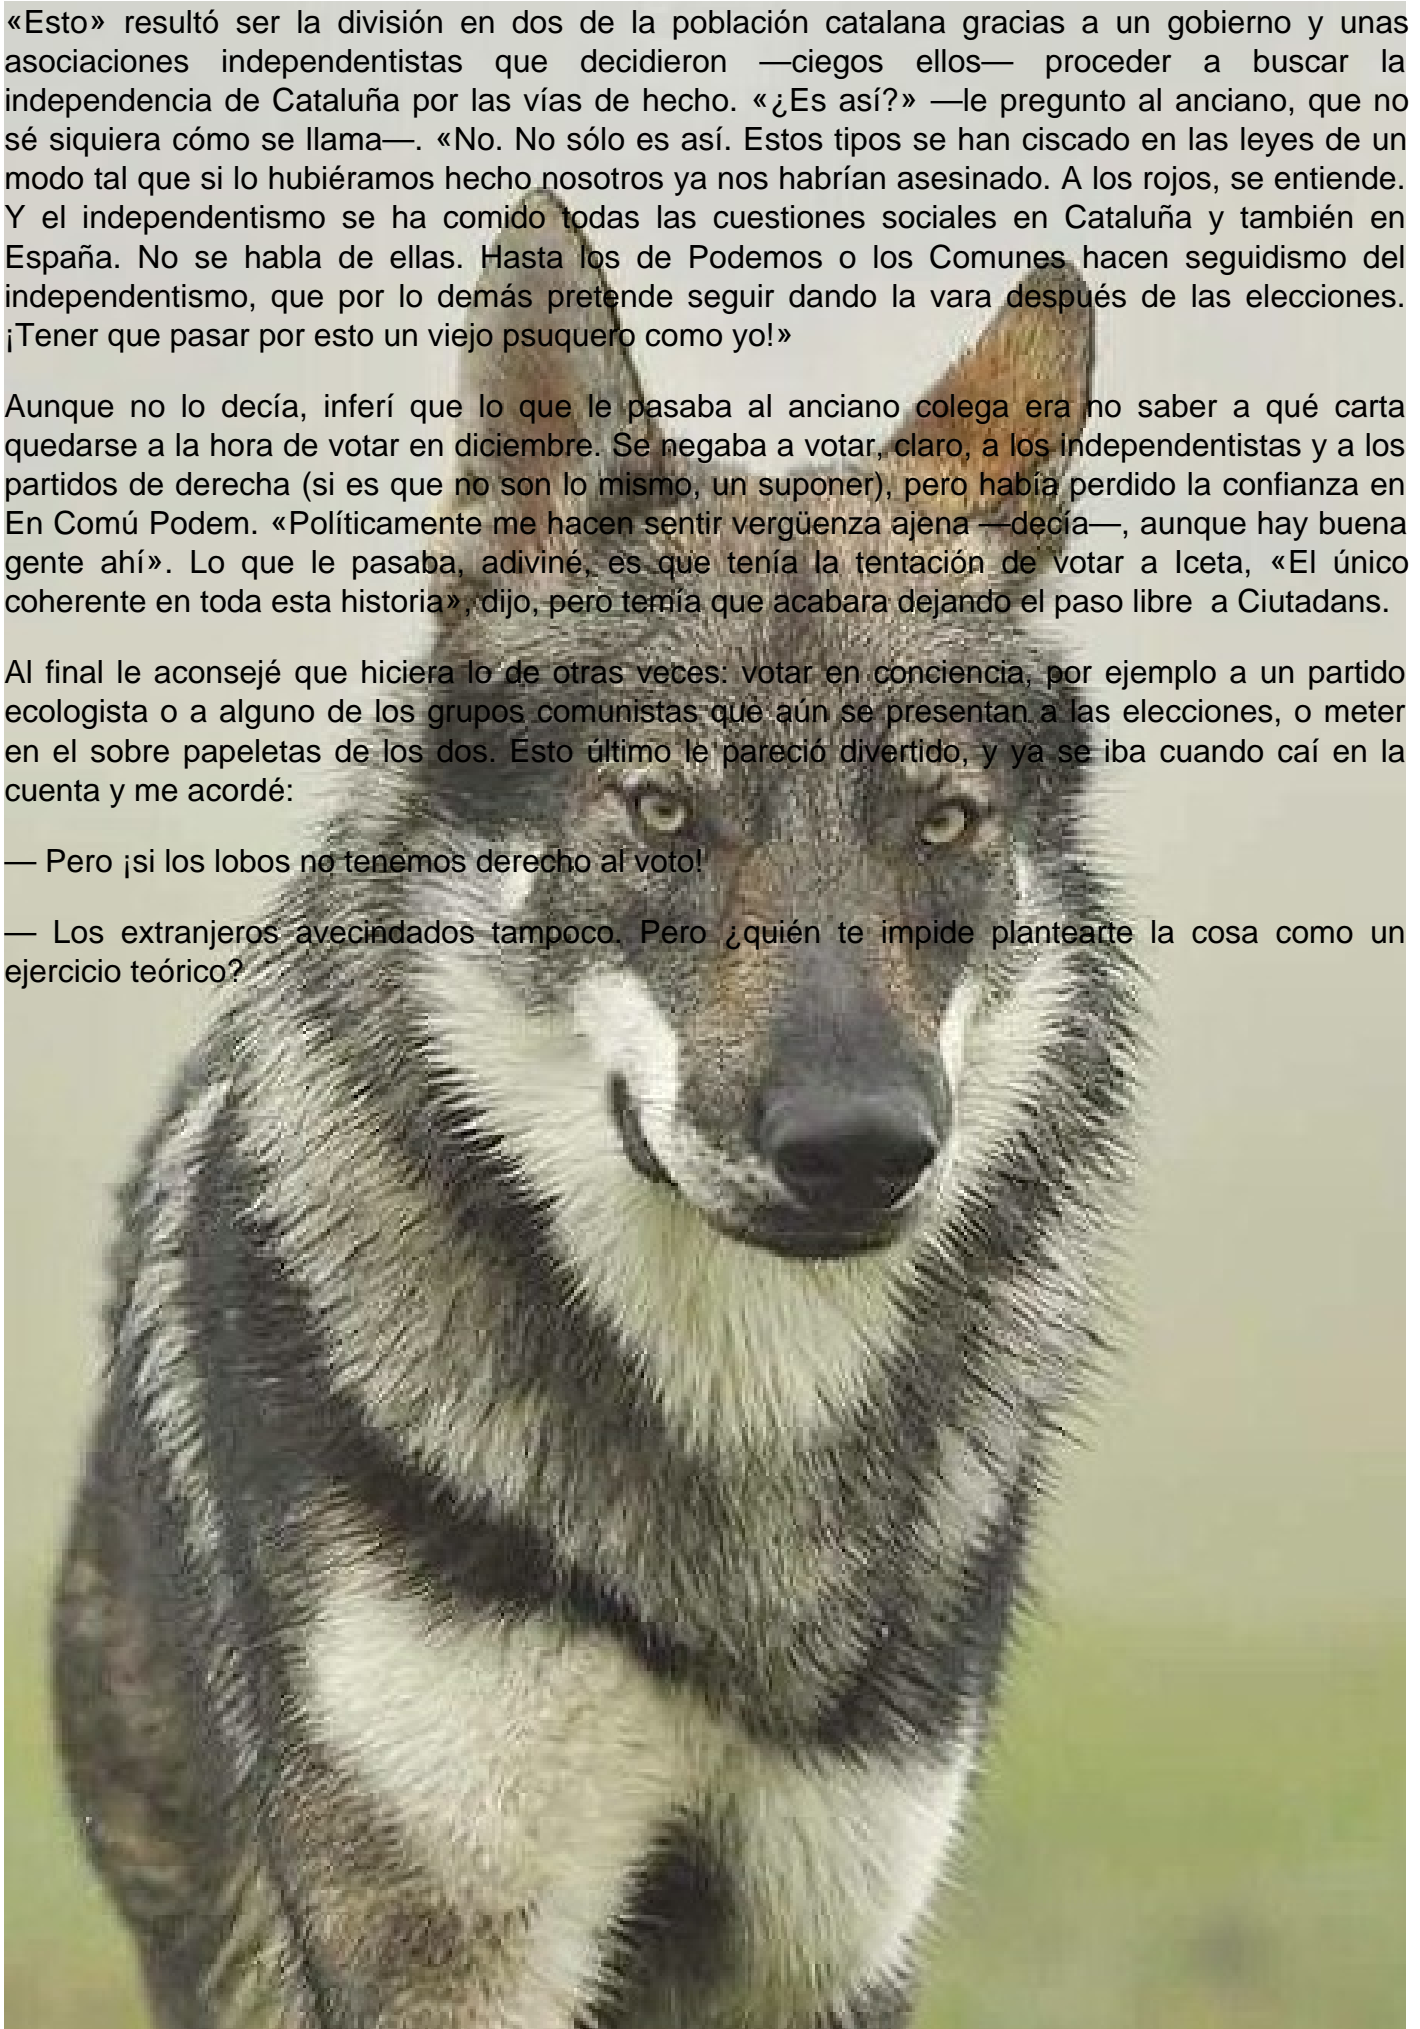 «Esto» resultó ser la división en dos de la población catalana gracias a un gobierno y unas
asociaciones independentistas que decidieron —ciegos ellos— proceder a buscar la
independencia de Cataluña por las vías de hecho. «¿Es así?» —le pregunto al anciano, que no
sé siquiera cómo se llama—. «No. No sólo es así. Estos tipos se han ciscado en las leyes de un
modo tal que si lo hubiéramos hecho nosotros ya nos habrían asesinado. A los rojos, se entiende.
Y el independentismo se ha comido todas las cuestiones sociales en Cataluña y también en
España. No se habla de ellas. Hasta los de Podemos o los Comunes hacen seguidismo del
independentismo, que por lo demás pretende seguir dando la vara después de las elecciones.
¡Tener que pasar por esto un viejo psuquero como yo!»
Aunque no lo decía, inferí que lo que le pasaba al anciano colega era no saber a qué carta
quedarse a la hora de votar en diciembre. Se negaba a votar, claro, a los independentistas y a los
partidos de derecha (si es que no son lo mismo, un suponer), pero había perdido la confianza en
En Comú Podem. «Políticamente me hacen sentir vergüenza ajena —decía—, aunque hay buena
gente ahí». Lo que le pasaba, adiviné, es que tenía la tentación de votar a Iceta, «El único
coherente en toda esta historia», dijo, pero temía que acabara dejando el paso libre a Ciutadans.
Al final le aconsejé que hiciera lo de otras veces: votar en conciencia, por ejemplo a un partido
ecologista o a alguno de los grupos comunistas que aún se presentan a las elecciones, o meter
en el sobre papeletas de los dos. Esto último le pareció divertido, y ya se iba cuando caí en la
cuenta y me acordé:
— Pero ¡si los lobos no tenemos derecho al voto!
— Los extranjeros avecindados tampoco. Pero ¿quién te impide plantearte la cosa como un
ejercicio teórico?